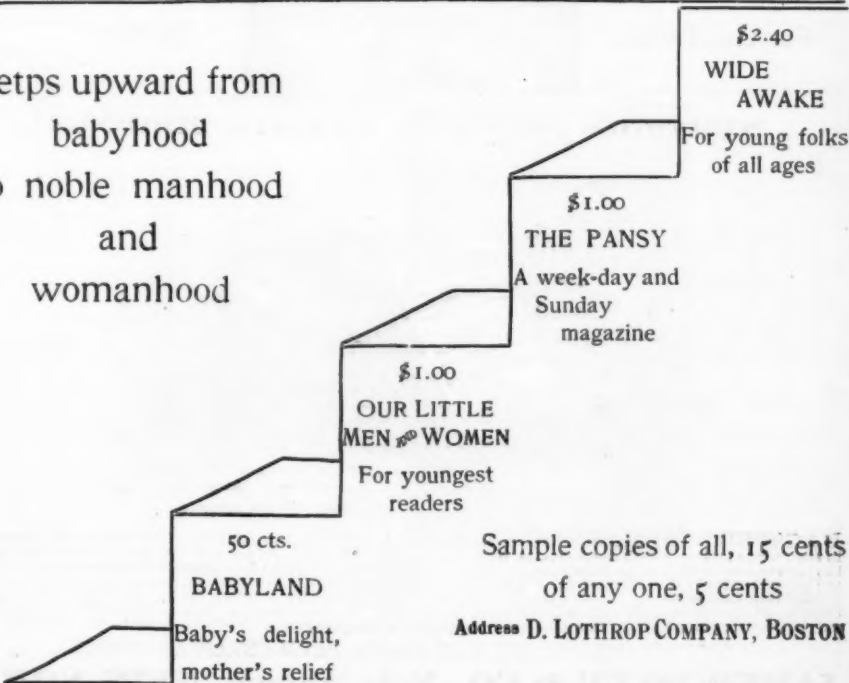 etps upward from
babyhood
o noble manhood
and
womanhood
$2.40
WIDE
AWAKE
For young folks
of all ages
$1.00
THE PANSY
A week-day and
Sunday
magazine
$1.00
OUR LITTLE
MEN AND WOMEN
For youngest
readers
50 cts.
BABYLAND
Baby's delight,
mother's relief
Sample copies of all, 15 cents
of any one, 5 cents
Address D. LOTHROP COMPANY, BOSTON